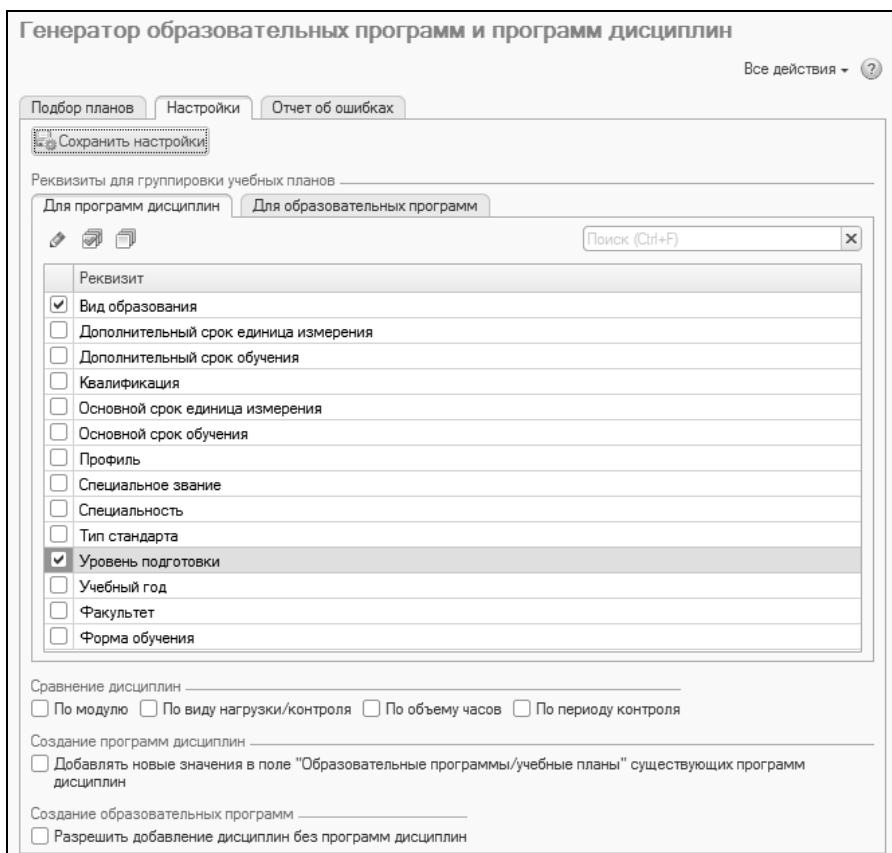 Генератор образовательных программ и программ дисциплин
Все действия
?
Подбор планов Настройки Отчет об ошибках
Сохранить настройки
Реквизиты для группировки учебных планов
Для программ дисциплин Для образовательных программ
Поиск (Ctrl+F)
Реквизит
Вид образования
Дополнительный срок единица измерения
Дополнительный срок обучения
Квалификация
Основной срок единица измерения
Основной срок обучения
Профиль
Специальное звание
Специальность
Тип стандарта
Уровень подготовки
Учебный год
Факультет
Форма обучения
Сравнение дисциплин
По модулю По виду нагрузки/контроля По объему часов По периоду контроля
Создание программ дисциплин
Добавлять новые значения в поле "Образовательные программы/учебные планы" существующих программ
дисциплин
Создание образовательных программ
Разрешить добавление дисциплин без программ дисциплин